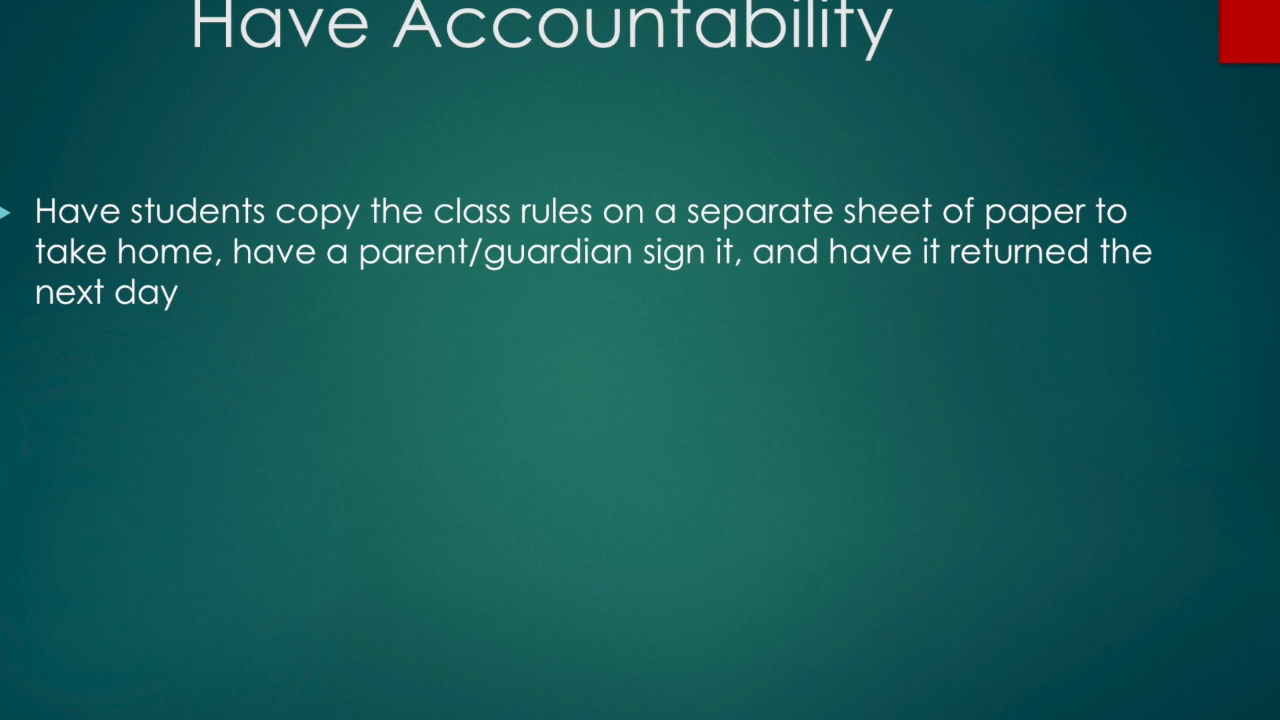 Have Accountability
Have students copy the class rules on a separate sheet of paper to
take home, have a parent/guardian sign it, and have it returned the
next day